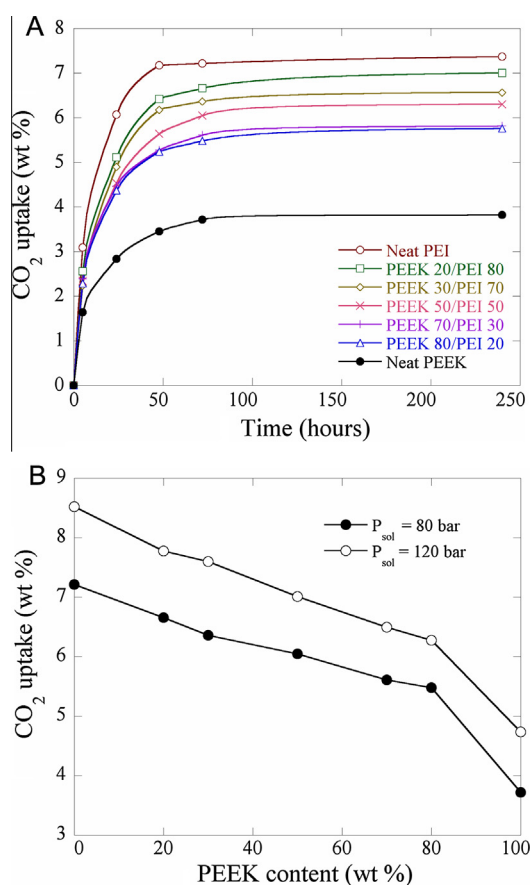 A
8
7
6
5
4
3
2
1
0
CO2 uptake (wt %)
Neat PEI
PEEK 20/PEI 80
PEEK 30/PEI 70
PEEK 50/PEI 50
PEEK 70/PEI 30
PEEK 80/PEI 20
Neat PEEK
0 50 100 150 200 250
Time (hours)
B
9
8
7
6
5
4
3
CO2 uptake (wt %)
Psol = 80 bar
Psol = 120 bar
0 20 40 60 80 100
PEEK content (wt %)